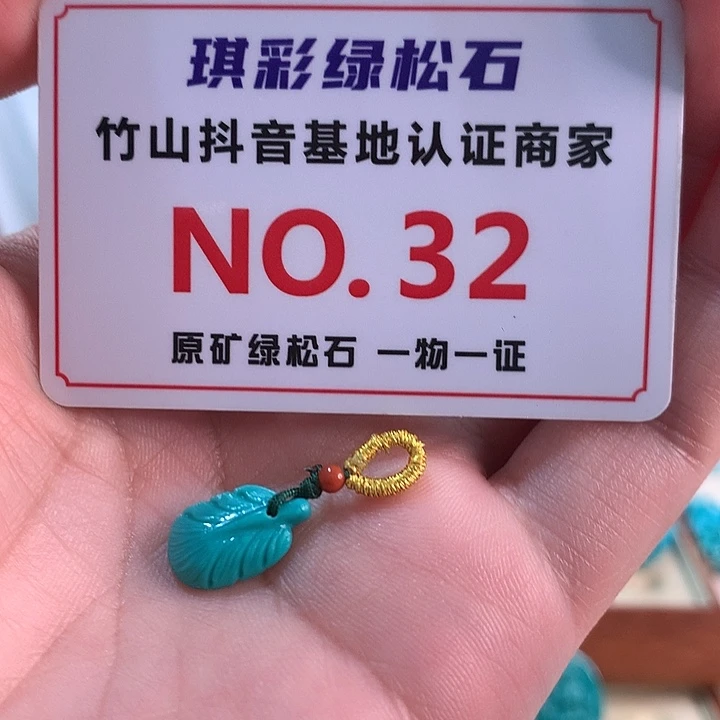 琪彩绿松石
竹山抖音基地认证商家
NO. 32
原矿绿松石 一物一证